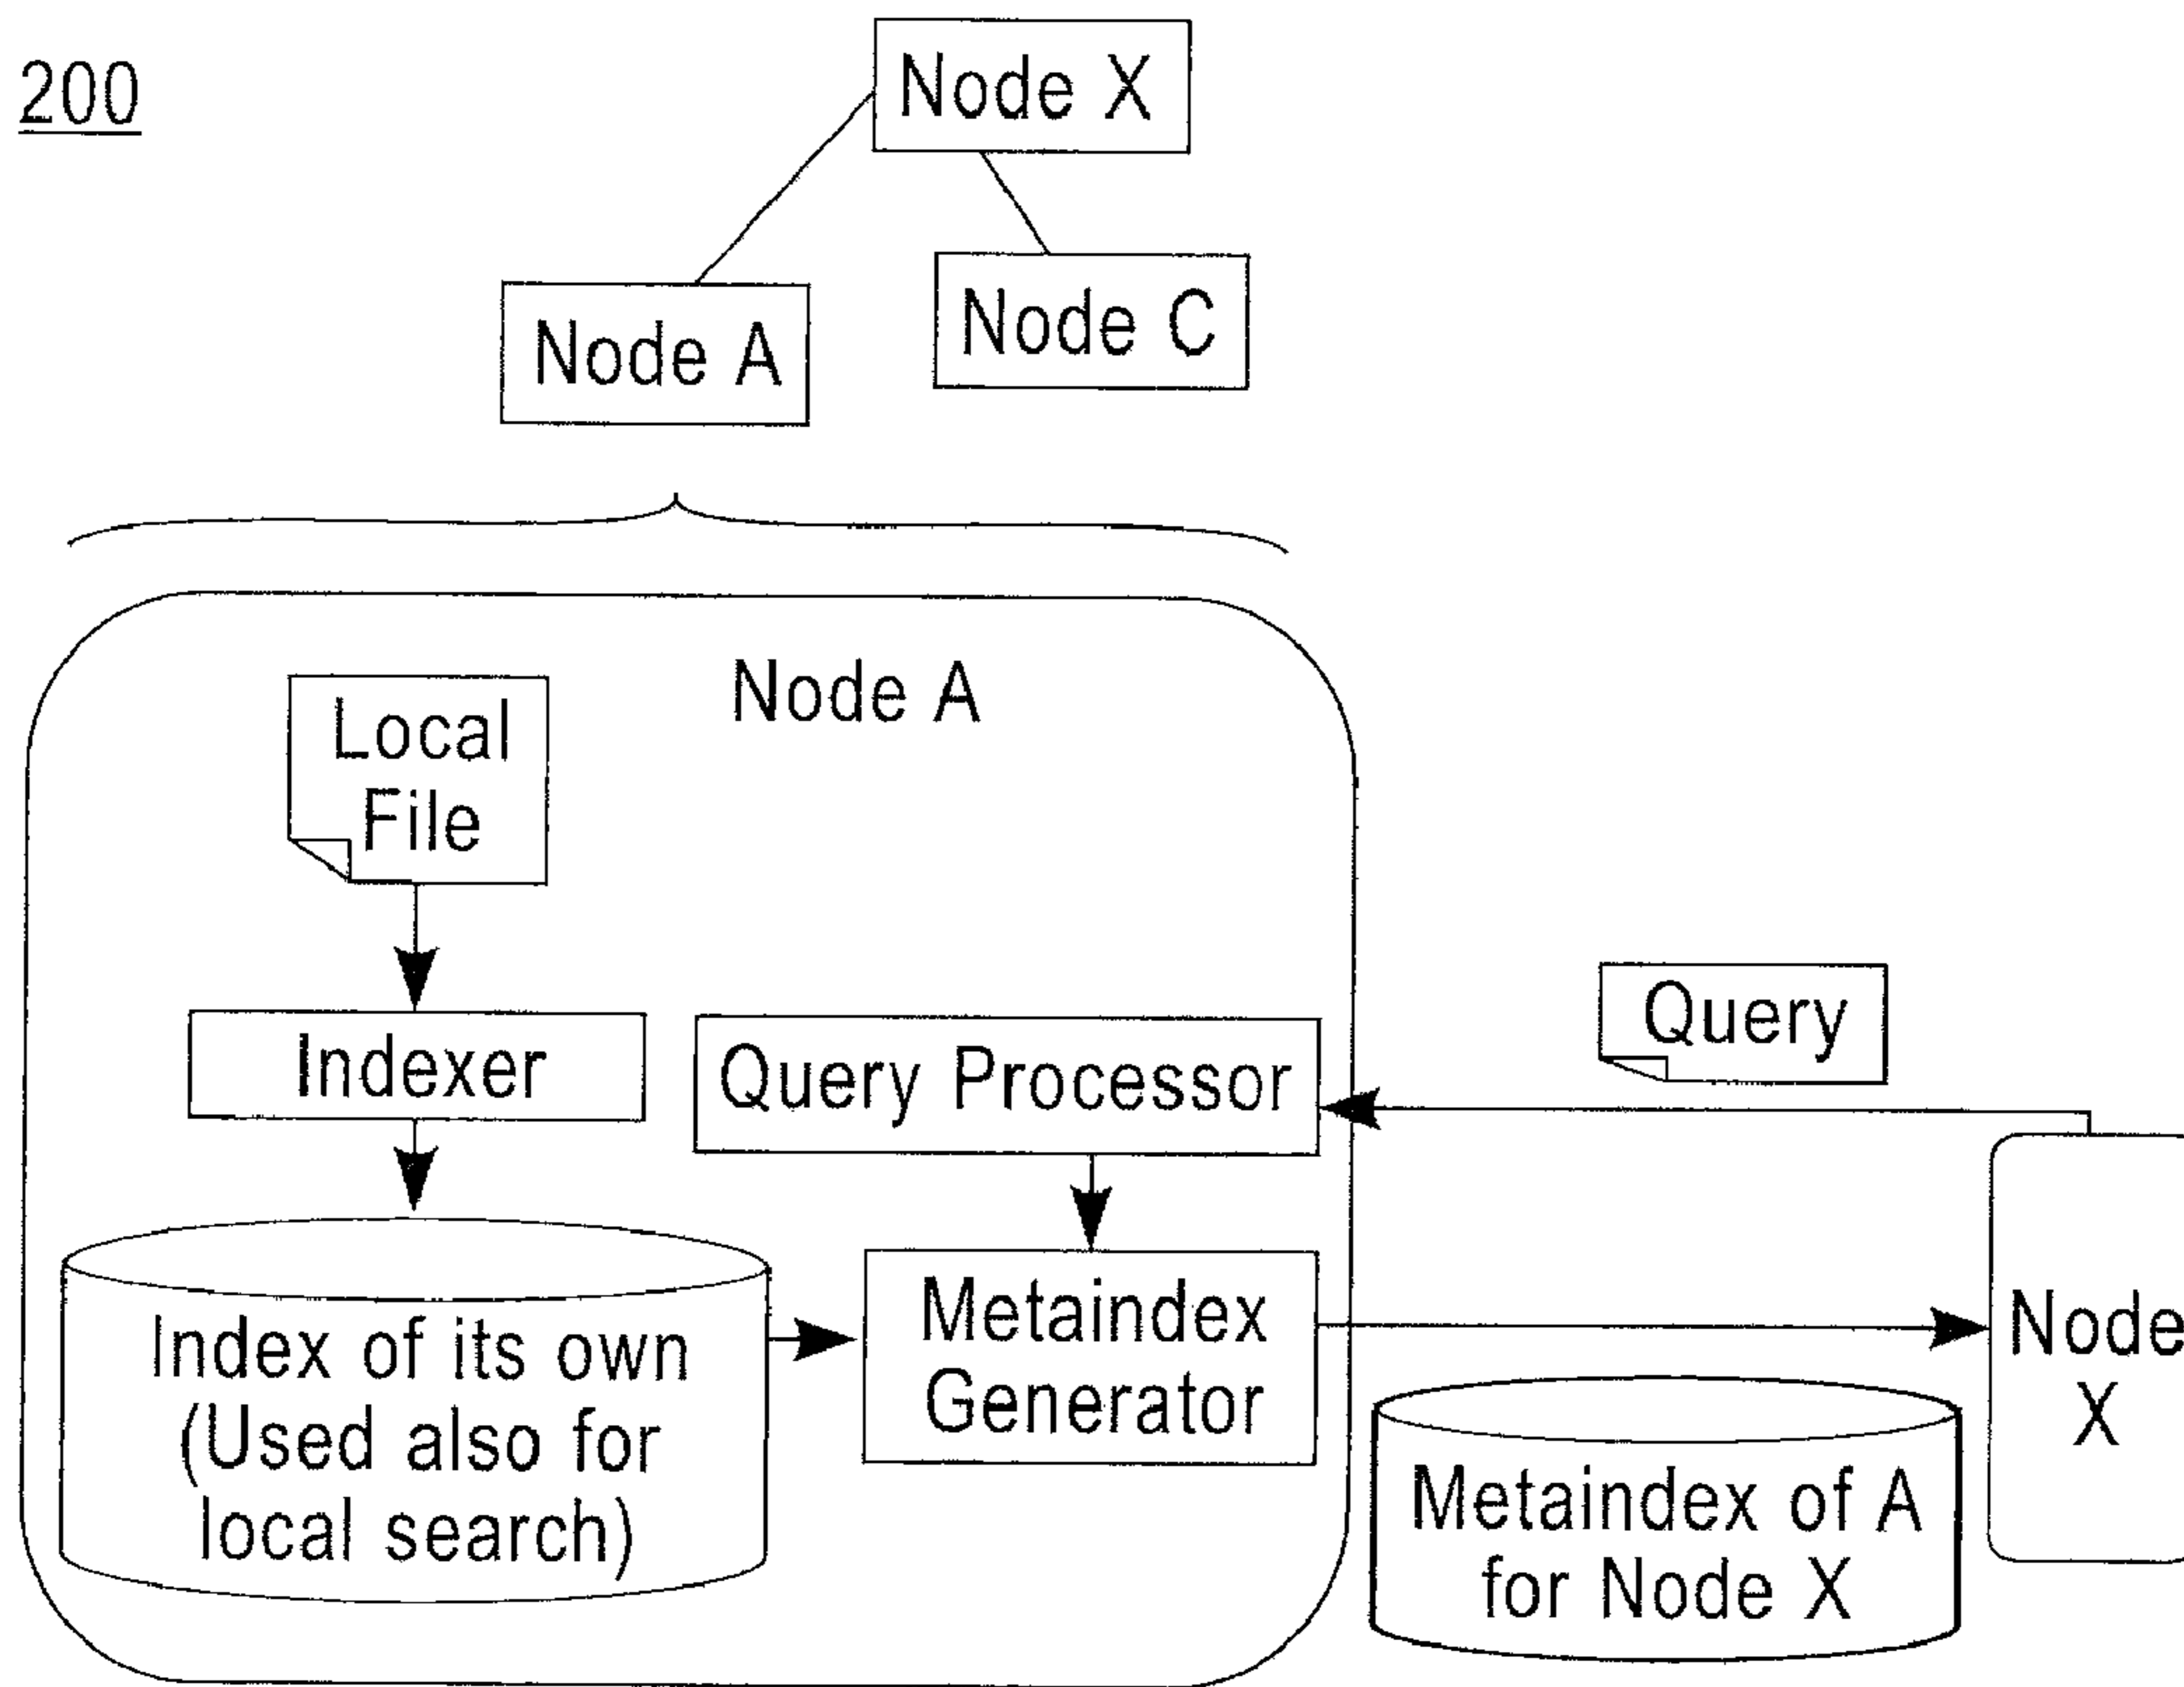 200
Node X
Node A
Node C
Node A
Local
File
Indexer
Query Processor
Query
Index of its own
(Used also for
local search)
Metaindex
Generator
Node
X
Metaindex of A
for Node X